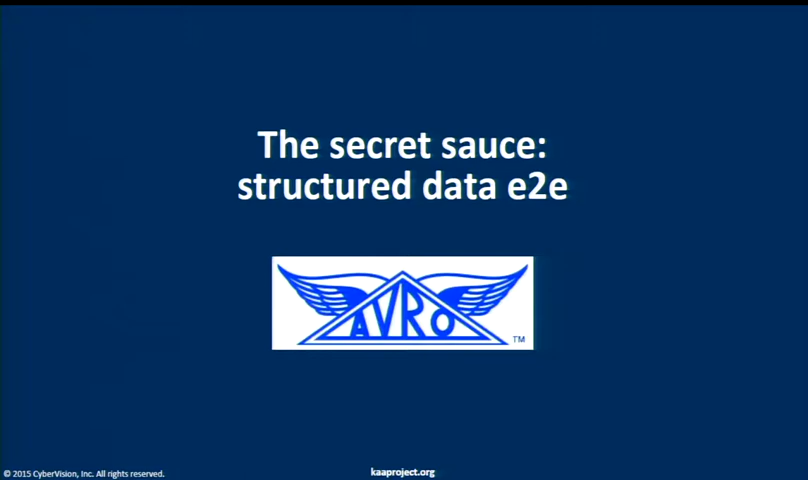 The secret sauce:
structured data e2e
AVRO
TM
© 2015 CyberVision, Inc. All rights reserved.
kaaproject.org